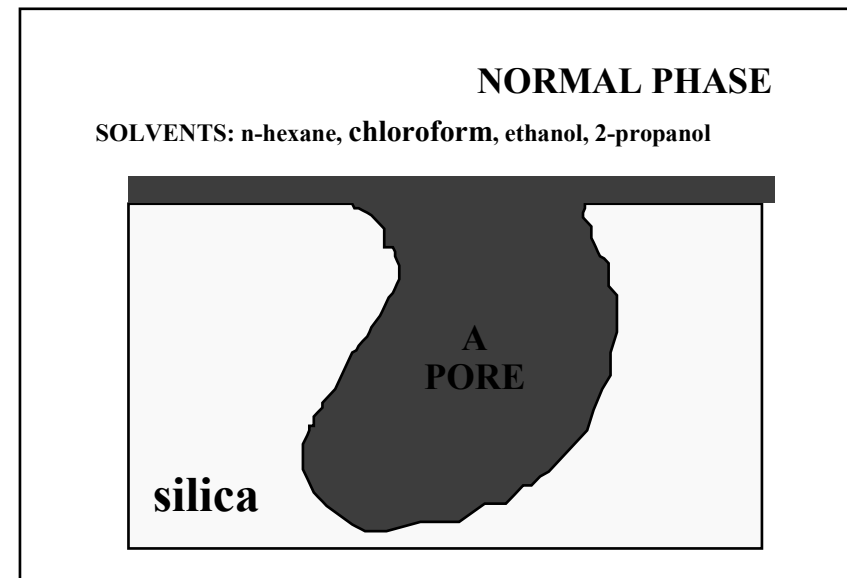 NORMAL PHASE
SOLVENTS: n-hexane, chloroform, ethanol, 2-propanol
A
PORE
silica